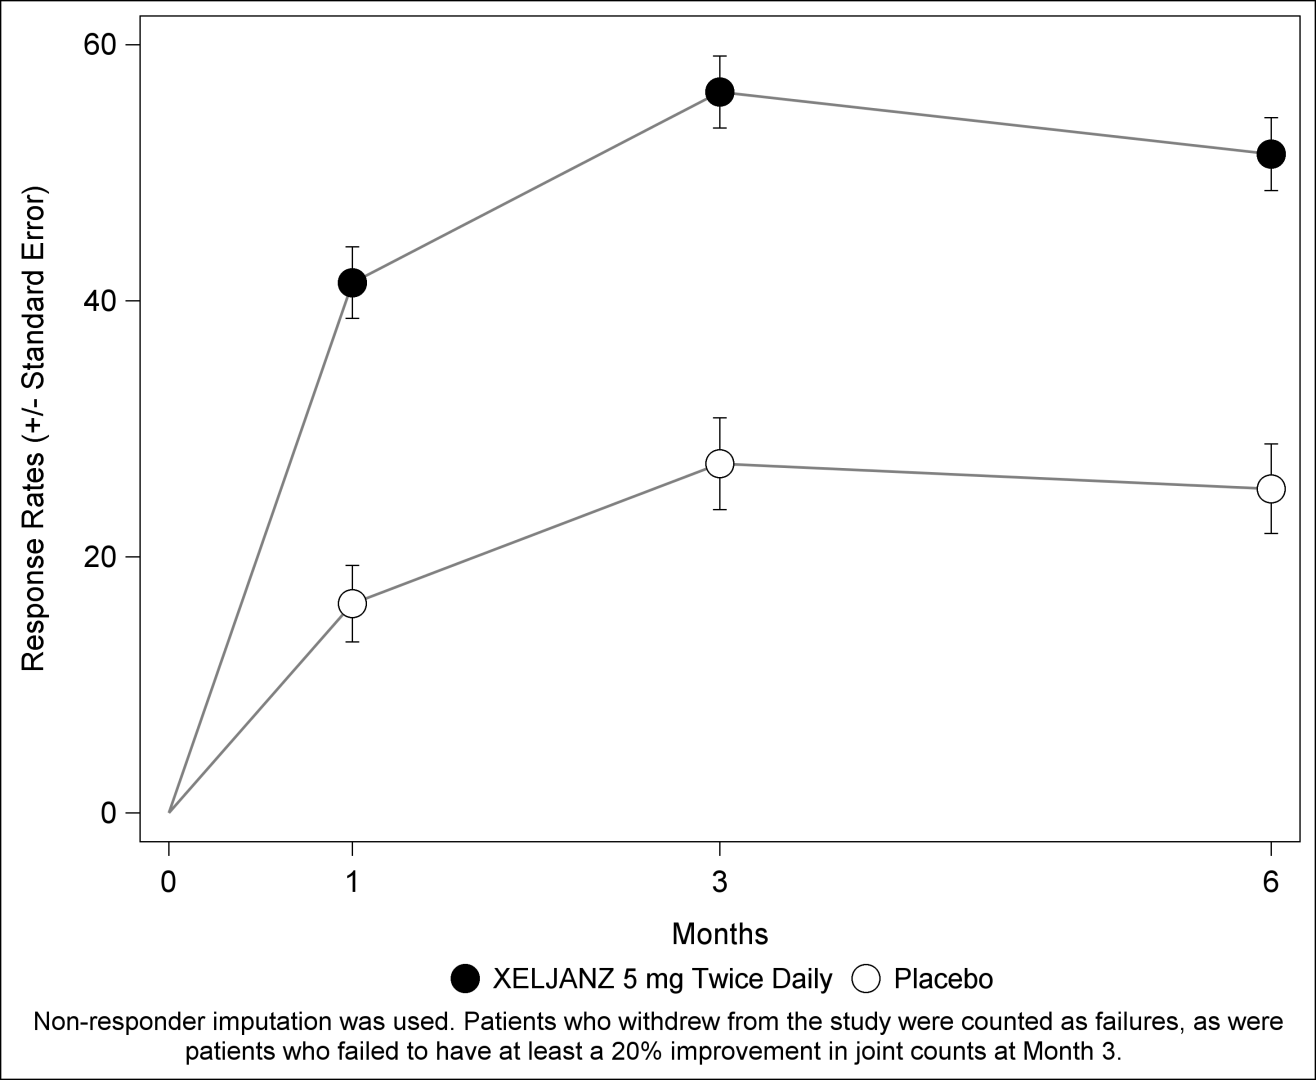 60
40
20
0
Response Rates (+/- Standard Error)
0 1 3 6
Months
XELJANZ 5 mg Twice Daily Placebo
Non-responder imputation was used. Patients who withdrew from the study were counted as failures, as were
patients who failed to have at least a 20% improvement in joint counts at Month 3.